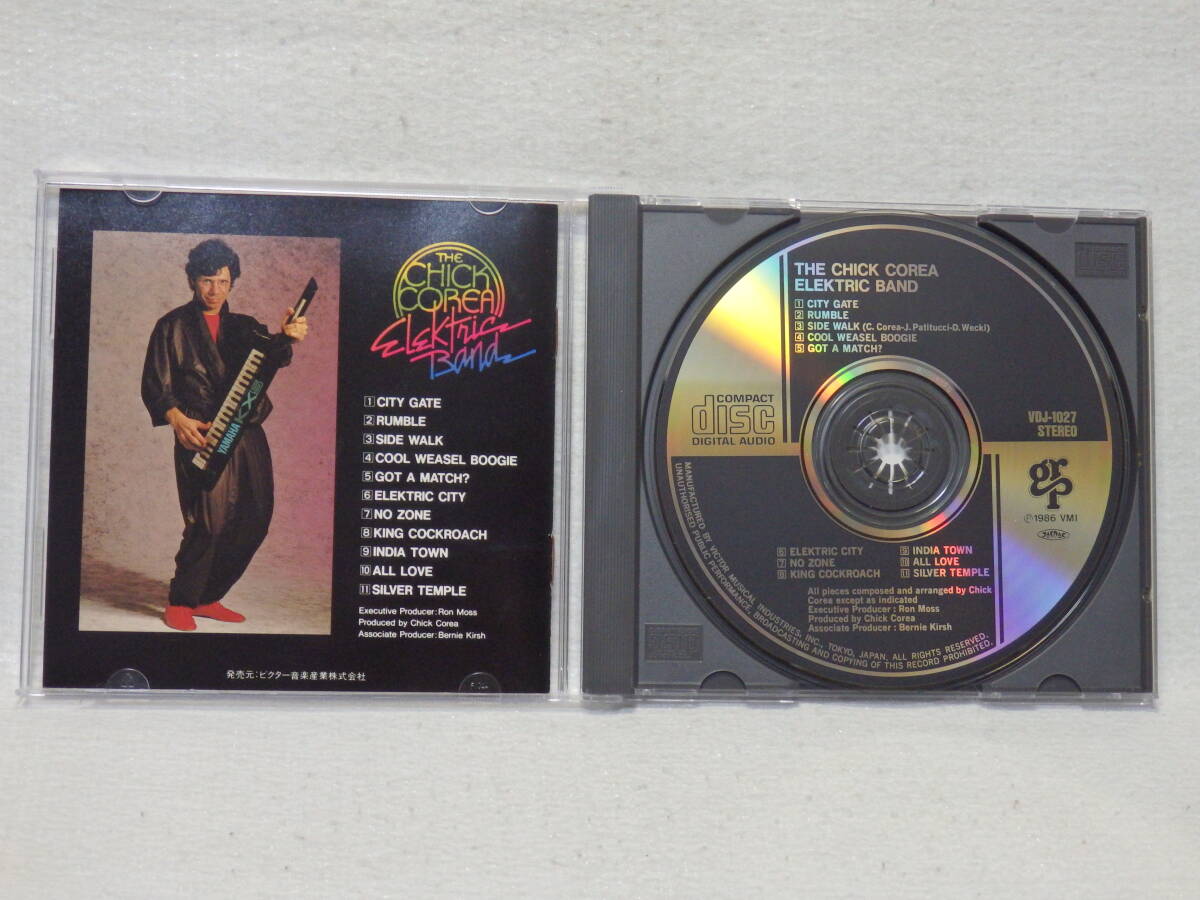 THE
CHICK
COREA
Elektric
Band
1 CITY GATE
2 RUMBLE
3 SIDE WALK
4 COOL WEASEL BOOGIE
5 GOT A MATCH?
6 ELEKTRIC CITY
7 NO ZONE
8 KING COCKROACH
9 INDIA TOWN
10 ALL LOVE
11 SILVER TEMPLE
Executive Producer: Ron Moss
Produced by Chick Corea
Associate Producer: Bernie Kirsh
発売元:ビクター音楽産業株式会社
YAMAHA KX5
THE CHICK COREA
ELEKTRIC BAND
1 CITY GATE
2 RUMBLE
3 SIDE WALK (C. Corea-J. Patitucci-D. Weckl)
4 COOL WEASEL BOOGIE
5 GOT A MATCH?
COMPACT
disc
DIGITAL AUDIO
VDJ-1027
STEREO
grp
Ⓟ1986 VMI
6 ELEKTRIC CITY
7 NO ZONE
8 KING COCKROACH
9 INDIA TOWN
10 ALL LOVE
11 SILVER TEMPLE
All pieces composed and arranged by Chick
Corea except as indicated
Executive Producer : Ron Moss
Produced by Chick Corea
Associate Producer : Bernie Kirsh
MANUFACTURED BY VICTOR MUSICAL INDUSTRIES, INC., TOKYO, JAPAN. ALL RIGHTS RESERVED.
UNAUTHORISED PUBLIC PERFORMANCE, BROADCASTING AND COPYING OF THIS RECORD PROHIBITED.